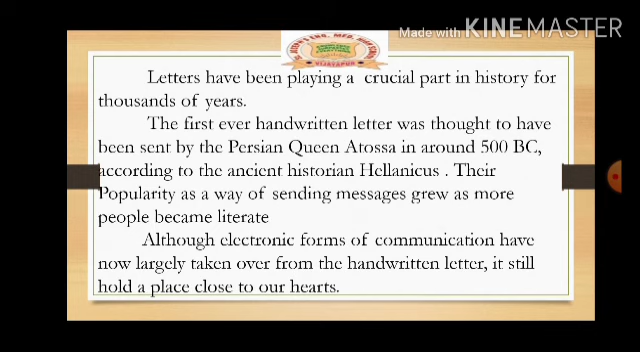 Made with KINEMASTER
VIJAYAPUR
Letters have been playing a crucial part in history for
thousands of years.
The first ever handwritten letter was thought to have
been sent by the Persian Queen Atossa in around 500 BC,
according to the ancient historian Hellanicus . Their
Popularity as a way of sending messages grew as more
people became literate
Although electronic forms of communication have
now largely taken over from the handwritten letter, it still
hold a place close to our hearts.